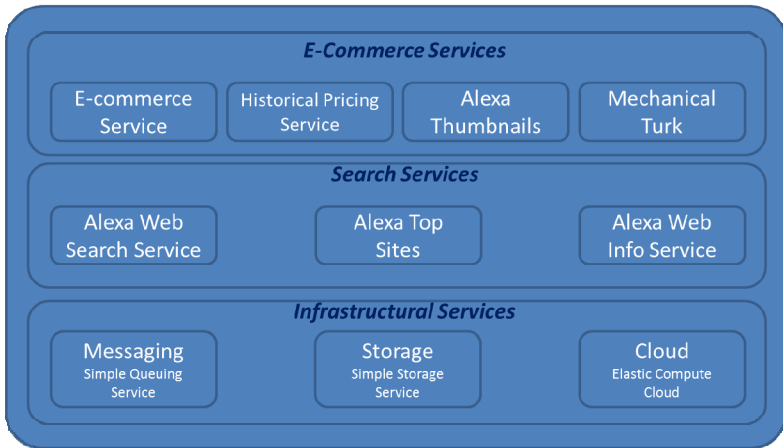 E-Commerce Services
E-commerce
Service
Historical Pricing
Service
Alexa
Thumbnails
Mechanical
Turk
Search Services
Alexa Web
Search Service
Alexa Top
Sites
Alexa Web
Info Service
Infrastructural Services
Messaging
Simple Queuing
Service
Storage
Simple Storage
Service
Cloud
Elastic Compute
Cloud